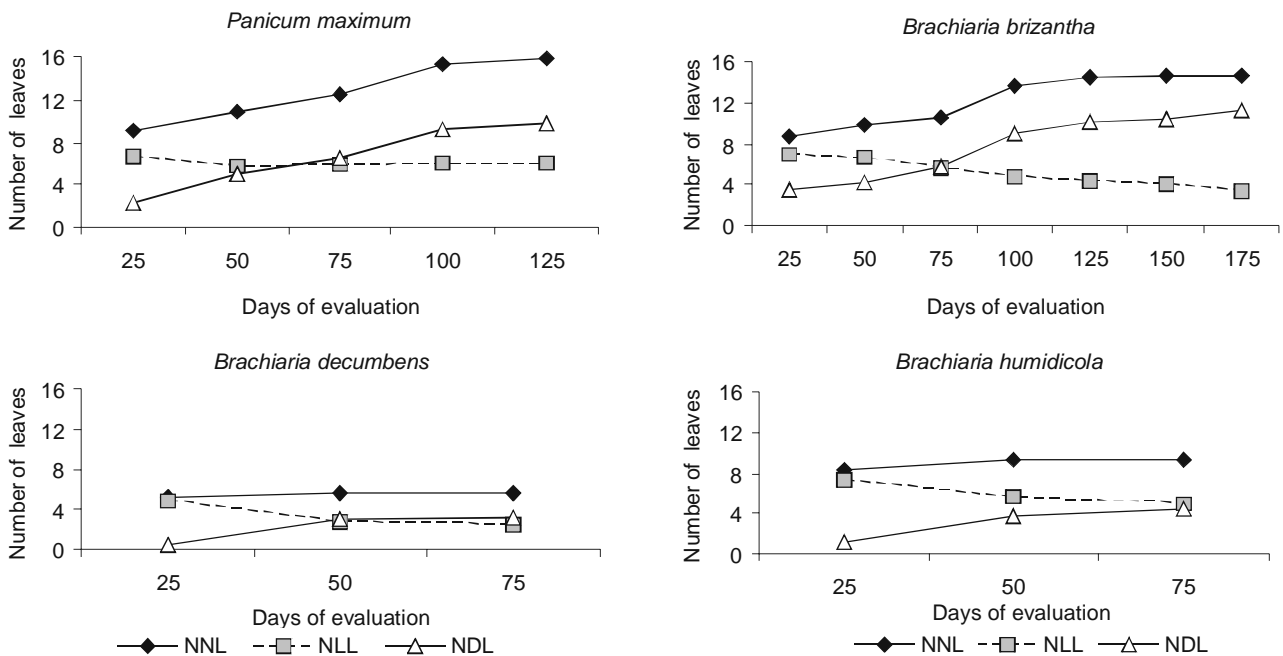 Panicum maximum
Number of leaves
16
12
8
4
0
25 50 75 100 125
Days of evaluation
Brachiaria brizantha
Number of leaves
16
12
8
4
0
25 50 75 100 125 150 175
Days of evaluation
Brachiaria decumbens
Number of leaves
16
12
8
4
0
25 50 75
Days of evaluation
NNL NLL NDL
Brachiaria humidicola
Number of leaves
16
12
8
4
0
25 50 75
Days of evaluation
NNL NLL NDL